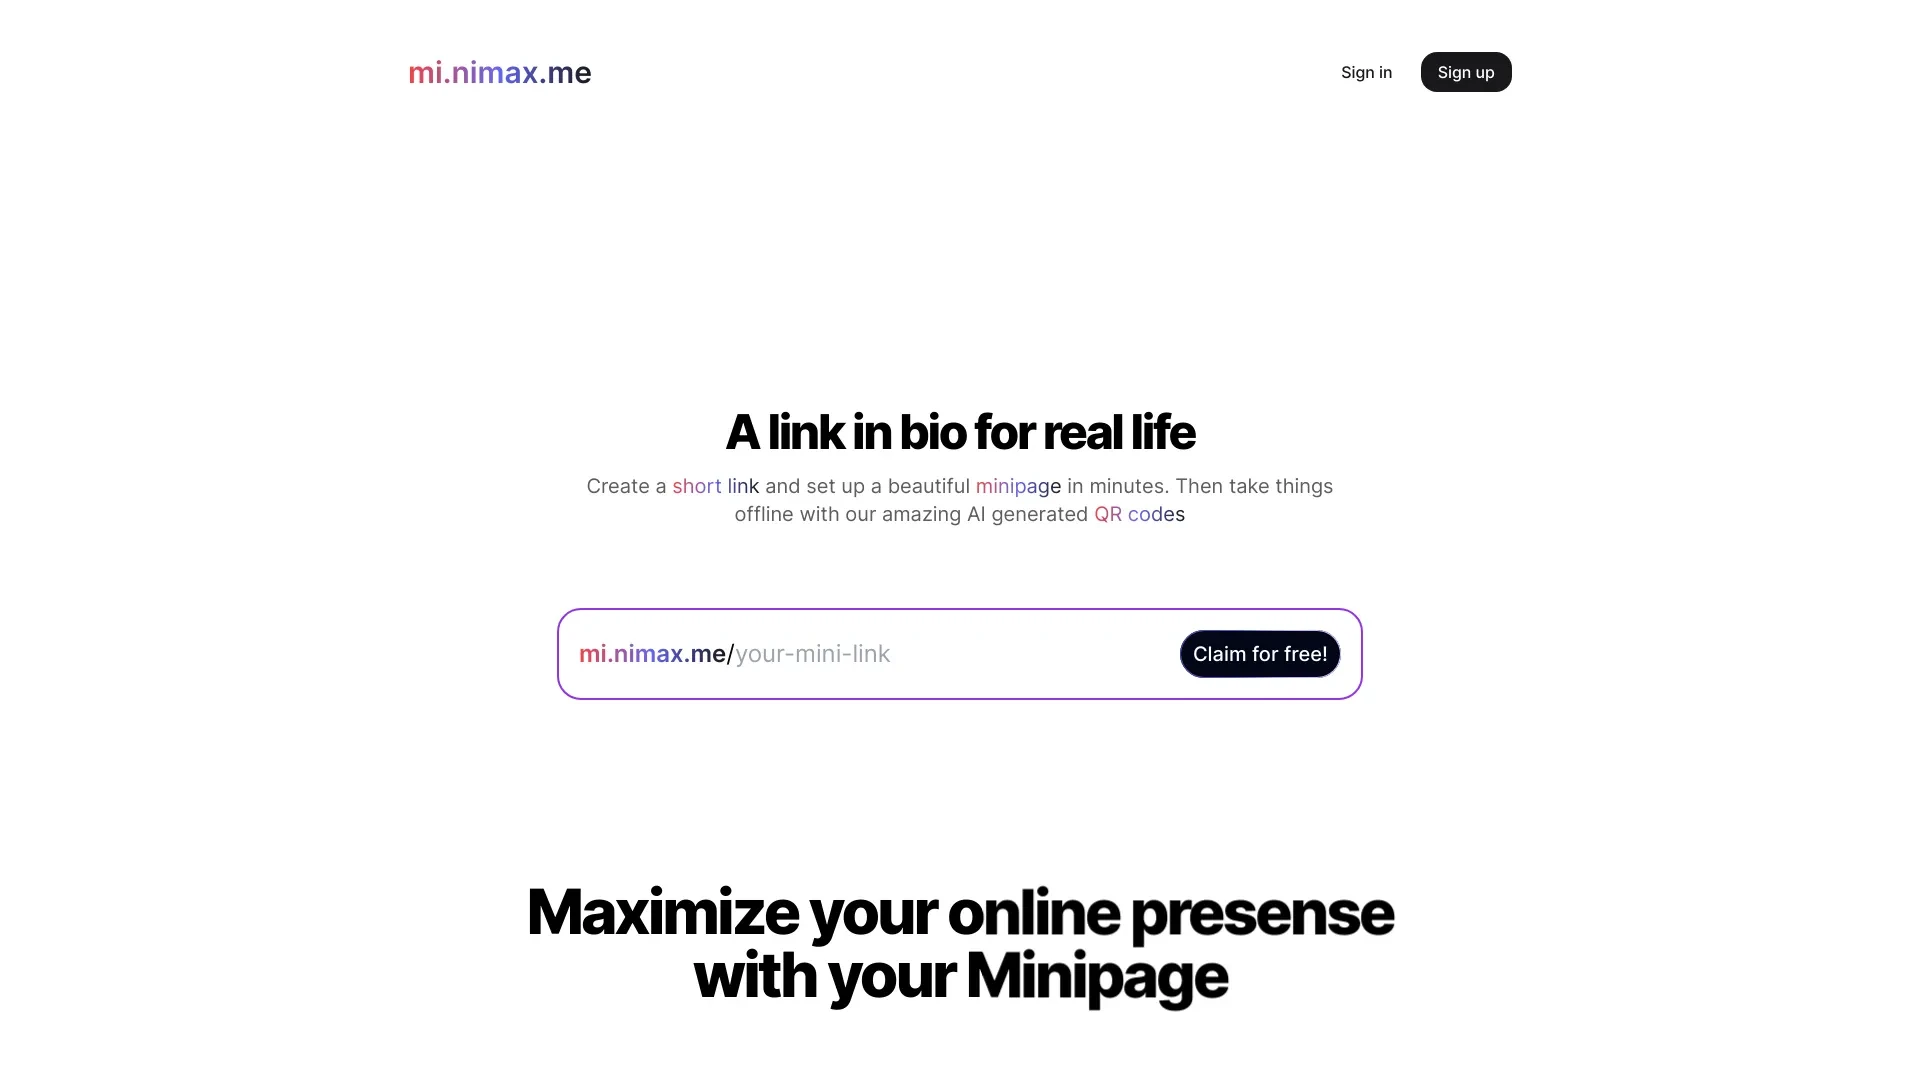 mi.nimax.me
Sign in
Sign up
A link in bio for real life
Create a short link and set up a beautiful minipage in minutes. Then take things
offline with our amazing AI generated QR codes
mi.nimax.me/your-mini-link
Claim for free!
Maximize your online presense
with your Minipage